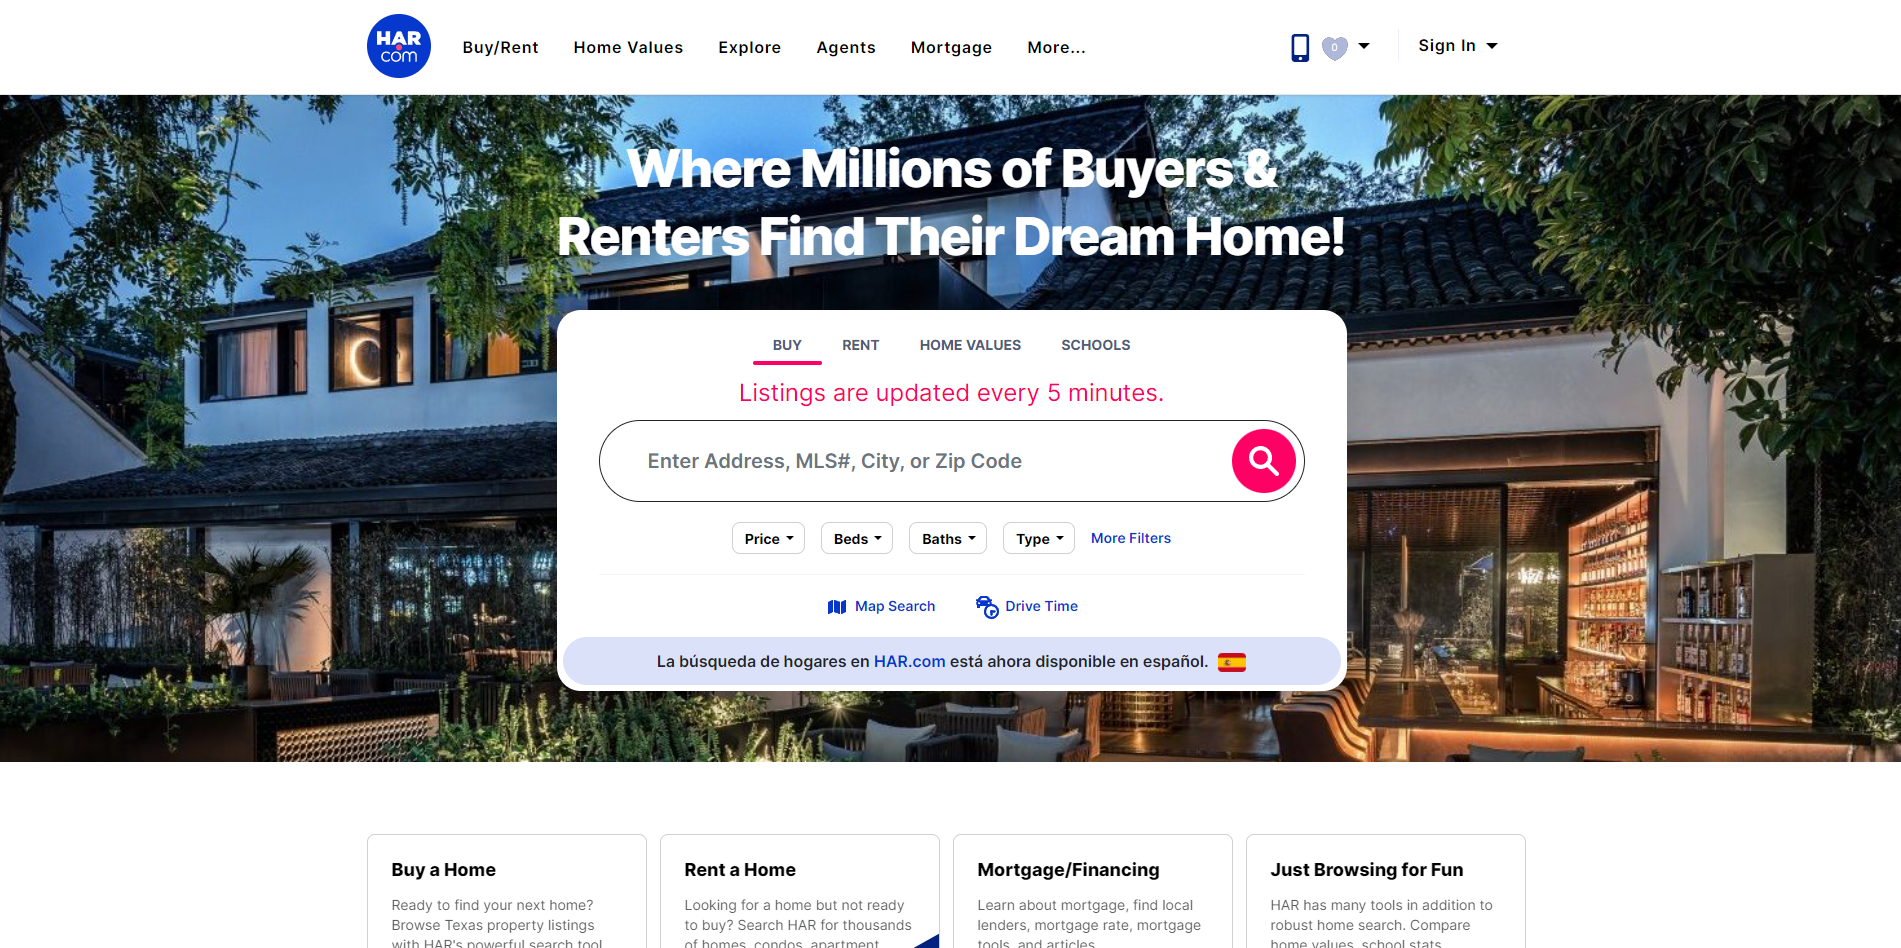 HAR
com
Buy/Rent
Home Values
Explore
Agents
Mortgage
More...
0
Sign In
Where Millions of Buyers &
Renters Find Their Dream Home!
BUY
RENT
HOME VALUES
SCHOOLS
Listings are updated every 5 minutes.
Enter Address, MLS#, City, or Zip Code
Price
Beds
Baths
Type
More Filters
Map Search
Drive Time
La búsqueda de hogares en HAR.com está ahora disponible en español.
Buy a Home
Ready to find your next home?
Browse Texas property listings
with HAR's powerful search tool
Rent a Home
Looking for a home but not ready
to buy? Search HAR for thousands
of homes, condos, apartment
Mortgage/Financing
Learn about mortgage, find local
lenders, mortgage rate, mortgage
tools, and articles
Just Browsing for Fun
HAR has many tools in addition to
robust home search. Compare
home values, school stats